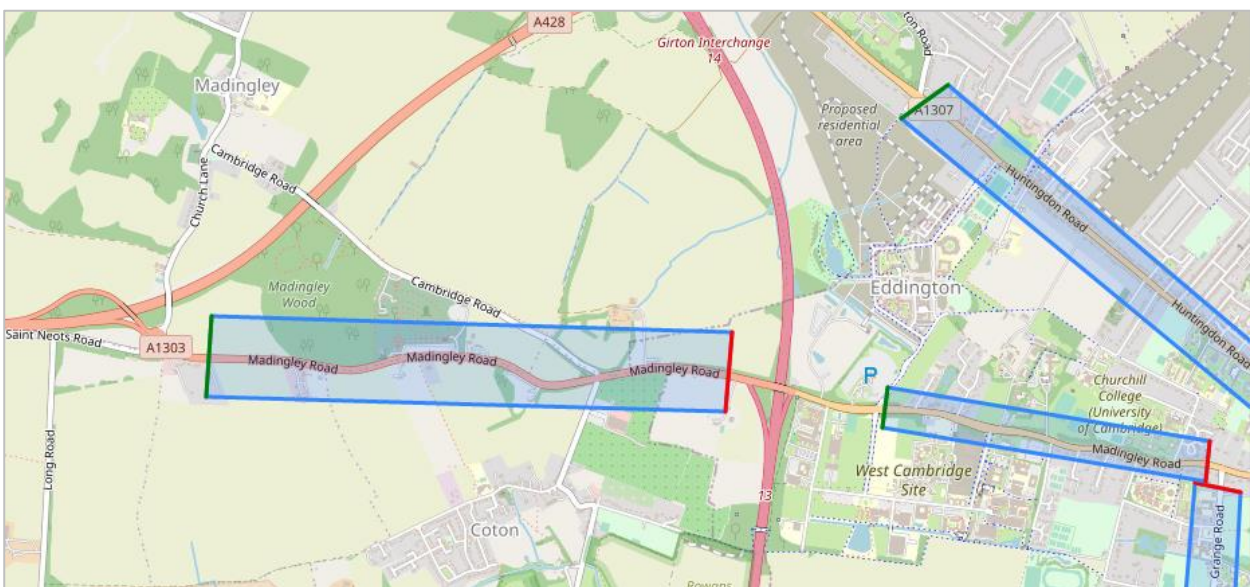 A428
Girton Interchange
14
ton Road
Madingley
Proposed
residential
area
A1307
Cambridge Road
Church Lane
Huntingdon Road
Madingley
Wood
Cambridge Road
Eddington
Huntingdon Road
Saint Neots Road
A1303
Madingley Road
Madingley Road
Madingley Road
P
Churchill
College
(University
of Cambridge)
Madingley Road
Long Road
West Cambridge
Site
13
Coton
Grange Road
Rowans